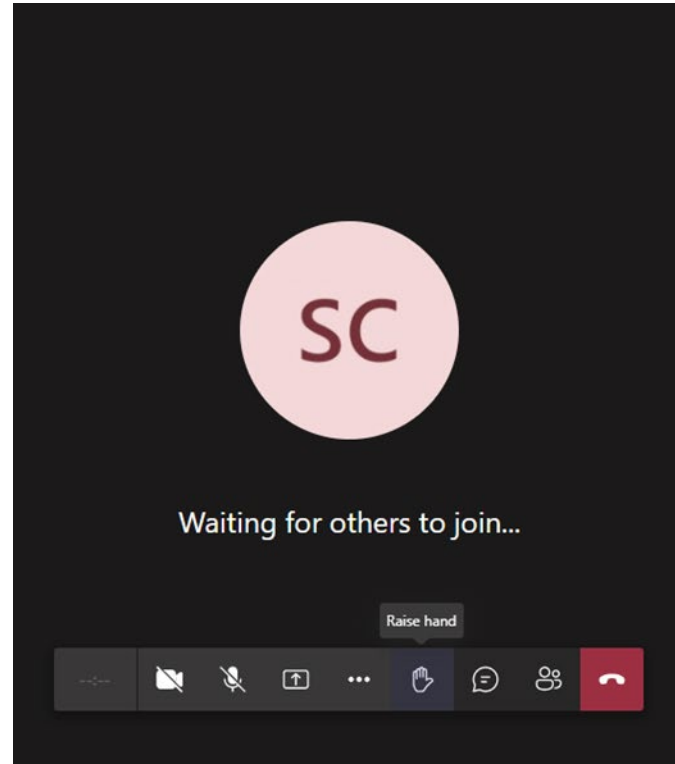 SC
Waiting for others to join...
Raise hand
--:--